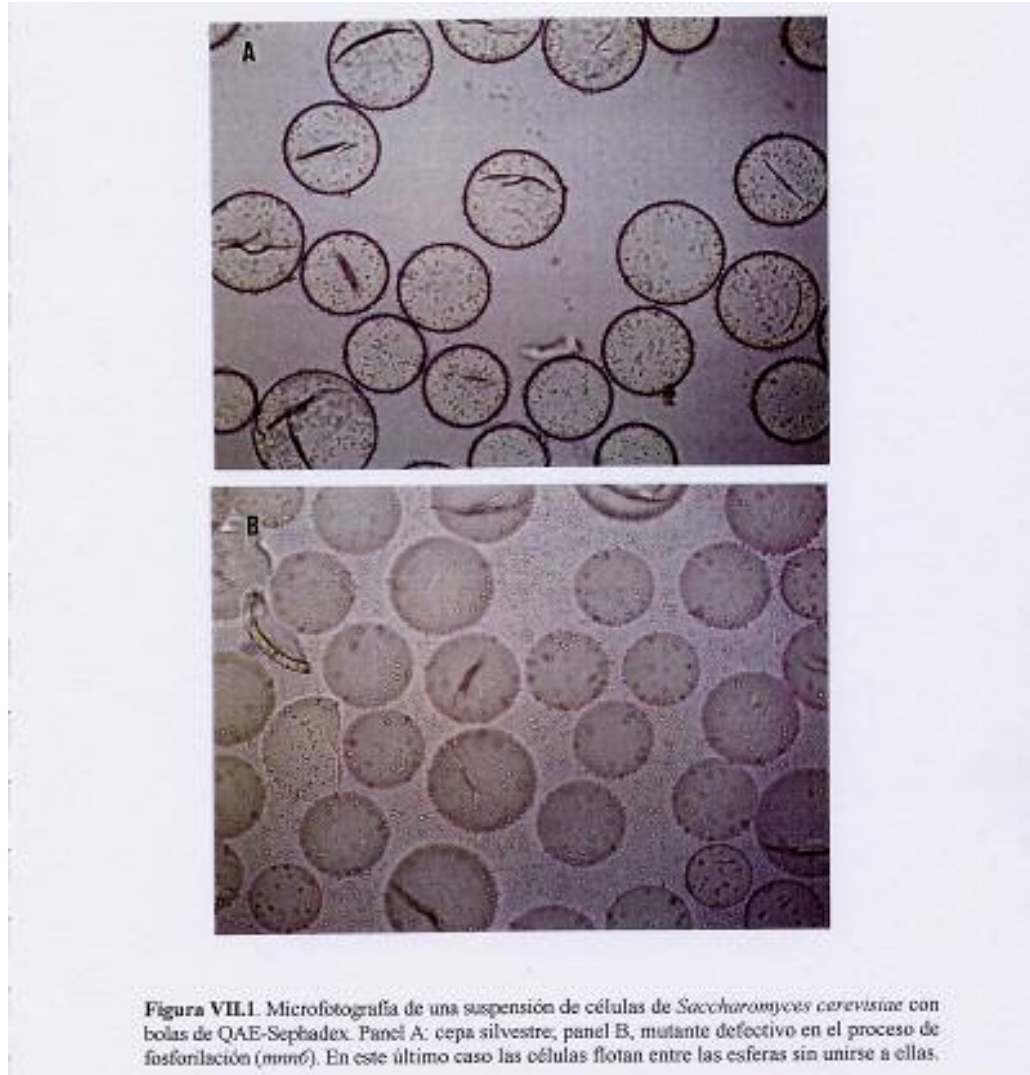 A
B
Figura VII.1. Microfotografía de una suspensión de células de Saccharomyces cerevisiae con
bolas de QAE-Sephadex. Panel A: cepa silvestre; panel B, mutante defectivo en el proceso de
fosforilación (mnn6). En este último caso las células flotan entre las esferas sin unirse a ellas.